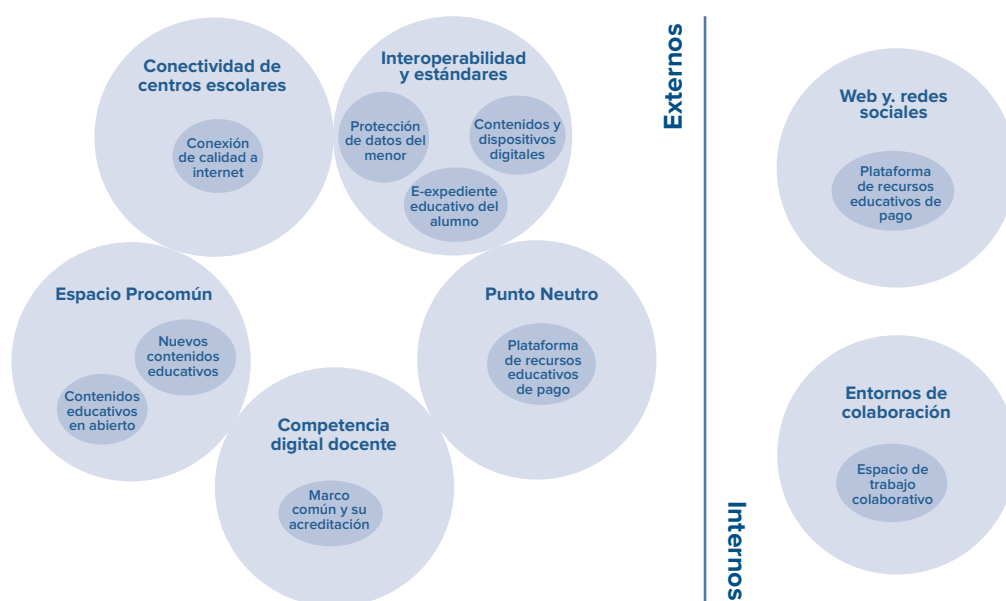 Conectividad de
centros escolares
Conexión
de calidad a
internet
Interoperabilidad
y estándares
Protección
de datos del
menor
Contenidos y
dispositivos
digitales
E-expediente
educativo del
alumno
Espacio Procomún
Nuevos
contenidos
educativos
Contenidos
educativos
en abierto
Punto Neutro
Plataforma
de recursos
educativos
de pago
Competencia
digital docente
Marco
común y su
acreditación
Externos
Internos
Web y. redes
sociales
Plataforma
de recursos
educativos de
pago
Entornos de
colaboración
Espacio de
trabajo
colaborativo